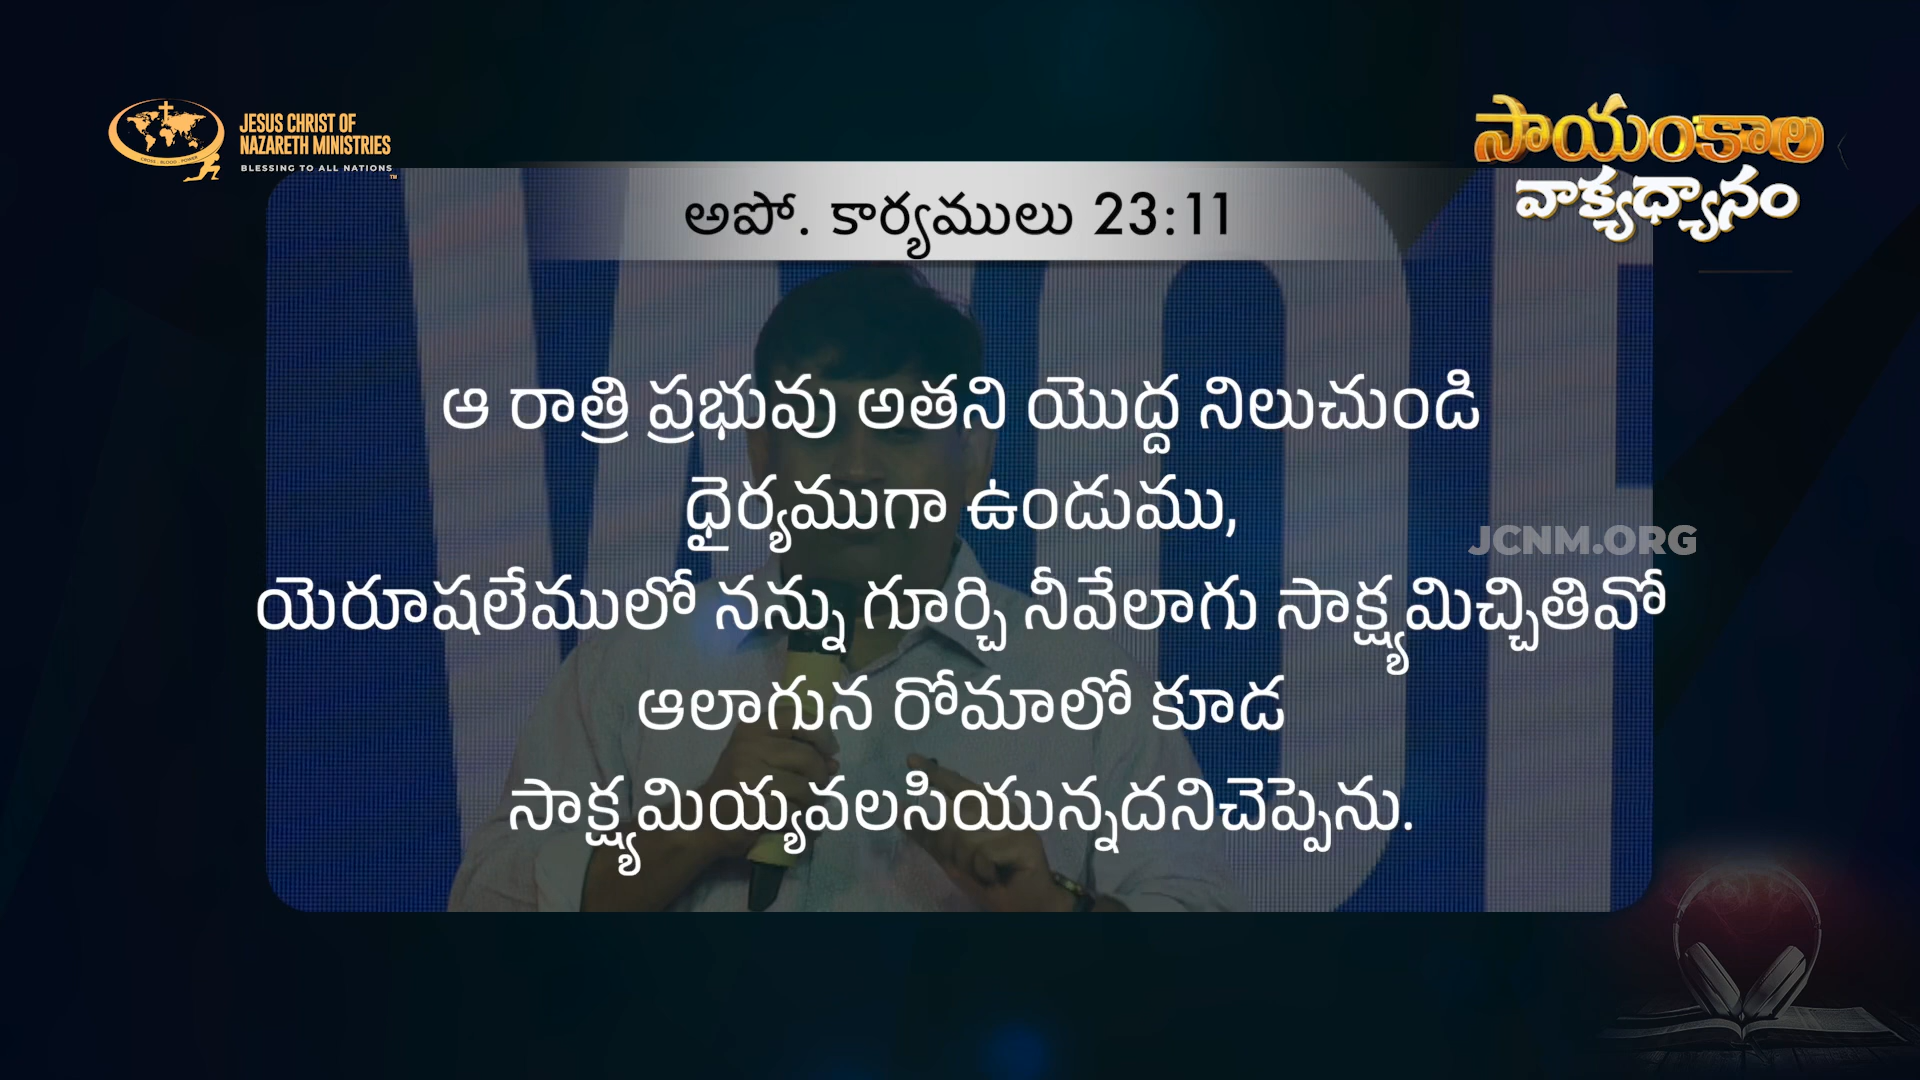 JESUS CHRIST OF
NAZARETH MINISTRIES
BLESSING TO ALL NATIONS
TM
సాయంకాల
వాక్యధ్యానం
అపో. కార్యములు 23:11
ఆ రాత్రి ప్రభువు అతని యొద్ద నిలుచుండి
ధైర్యముగా ఉండుము,
JCNM.ORG
యెరూషలేములో నన్ను గూర్చి నీవేలాగు సాక్ష్యమిచ్చితివో
ఆలాగున రోమాలో కూడ
సాక్ష్యమియ్యవలసియున్నదనిచెప్పెను.